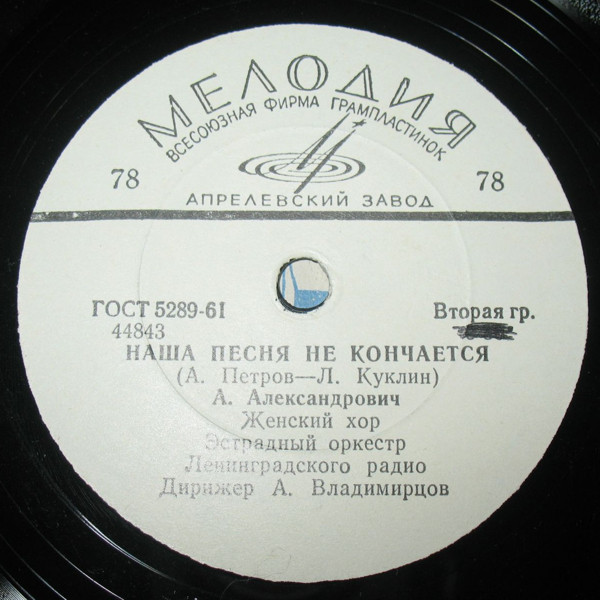 МЕЛОДИЯ
ВСЕСОЮЗНАЯ ФИРМА ГРАМПЛАСТИНОК
78 78
АПРЕЛЕВСКИЙ ЗАВОД
ГОСТ 5289-61 Вторая гр.
44843
НАША ПЕСНЯ НЕ КОНЧАЕТСЯ
(А. Петров—Л. Куклин)
А. Александрович
Женский хор
Эстрадный оркестр
Ленинградского радио
Дирижер А. Владимирцов